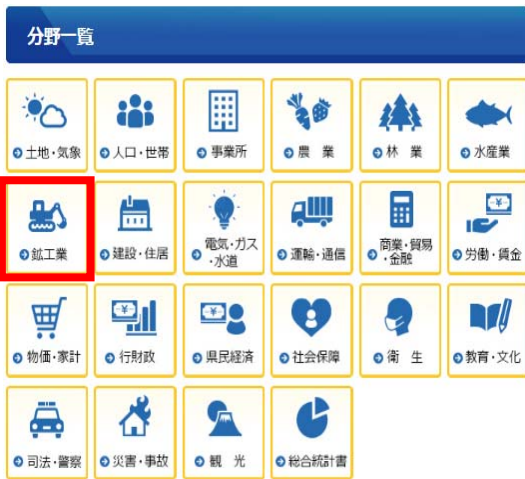 分野一覧
土地・気象
人口・世帯
事業所
農 業
林 業
水産業
鉱工業
建設・住居
電気・ガス
・水道
運輸・通信
商業・貿易
・金融
労働・賃金
物価・家計
行財政
県民経済
社会保障
衛 生
教育・文化
司法・警察
災害・事故
観 光
総合統計書